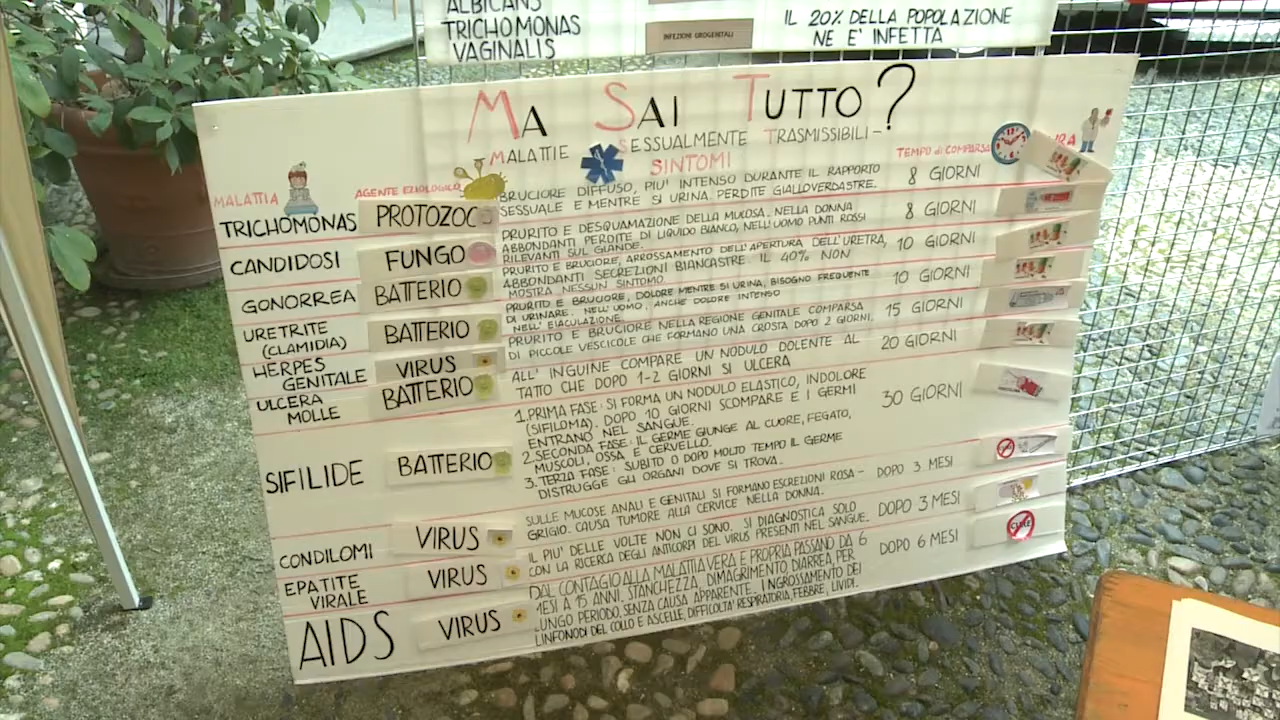 ALBICANS
TRICHOMONAS
VAGINALIS
INFEZIONI UROGENITALI
IL 20% DELLA POPOLAZIONE
NE E' INFETTA
MA SAI TUTTO?
MALATTIE SESSUALMENTE TRASMISSIBILI-
MALATTIA
AGENTE EZIOLOGICO
SINTOMI
TEMPO di COMPARSA
TRICHOMONAS
PROTOZOO
BRUCIORE DIFFUSO, PIU' INTENSO DURANTE IL RAPPORTO
SESSUALE E MENTRE SI URINA. PERDITE GIALLOVERDASTRE.
8 GIORNI
CANDIDOSI
FUNGO
PRURITO E DESQUAMAZIONE DELLA MUCOSA. NELLA DONNA
ABBONDANTI PERDITE DI LIQUIDO BIANCO, NELL'UOMO PUNTI ROSSI
RILEVANTI SUL GLANDE.
8 GIORNI
GONORREA
BATTERIO
PRURITO E BRUCIORE, ARROSSAMENTO DELL'APERTURA DELL'URETRA,
ABBONDANTI SECREZIONI BIANCASTRE. IL 40% NON
MOSTRA NESSUN SINTOMO.
10 GIORNI
URETRITE
(CLAMIDIA)
BATTERIO
PRURITO E BRUCIORE, DOLORE MENTRE SI URINA, BISOGNO FREQUENTE
DI URINARE. NELL'UOMO, ANCHE DOLORE INTENSO
NELL'EIACULAZIONE
10 GIORNI
HERPES
GENITALE
VIRUS
PRURITO E BRUCIORE NELLA REGIONE GENITALE COMPARSA
DI PICCOLE VESCICOLE CHE FORMANO UNA CROSTA DOPO 2 GIORNI.
15 GIORNI
ULCERA
MOLLE
BATTERIO
ALL' INGUINE COMPARE UN NODULO DOLENTE AL
TATTO CHE DOPO 1-2 GIORNI SI ULCERA
20 GIORNI
SIFILIDE
BATTERIO
1.PRIMA FASE: SI FORMA UN NODULO ELASTICO, INDOLORE
(SIFILOMA). DOPO 10 GIORNI SCOMPARE E I GERMI
ENTRANO NEL SANGUE.
2.SECONDA FASE: IL GERME GIUNGE AL CUORE, FEGATO,
MUSCOLI, OSSA E CERVELLO.
3. TERZA FASE: SUBITO O DOPO MOLTO TEMPO IL GERME
DISTRUGGE GLI ORGANI DOVE SI TROVA.
30 GIORNI
CONDILOMI
VIRUS
SULLE MUCOSE ANALI E GENITALI SI FORMANO ESCREZIONI ROSA-
GRIGIO. CAUSA TUMORE ALLA CERVICE NELLA DONNA.
DOPO 3 MESI
EPATITE
VIRALE
VIRUS
IL PIU' DELLE VOLTE NON CI SONO. SI DIAGNOSTICA SOLO
CON LA RICERCA DEGLI ANTICORPI DEL VIRUS PRESENTI NEL SANGUE.
DOPO 3 MESI
AIDS
VIRUS
DAL CONTAGIO ALLA MALATTIA VERA E PROPRIA PASSANO DA 6
MESI A 15 ANNI. STANCHEZZA, DIMAGRIMENTO, DIARREA, PER
LUNGO PERIODO, SENZA CAUSA APPARENTE. INGROSSAMENTO DEI
LINFONODI DEL COLLO E ASCELLE, DIFFICOLTA' RESPIRATORIA, FEBBRE, LIVIDI.
DOPO 6 MESI